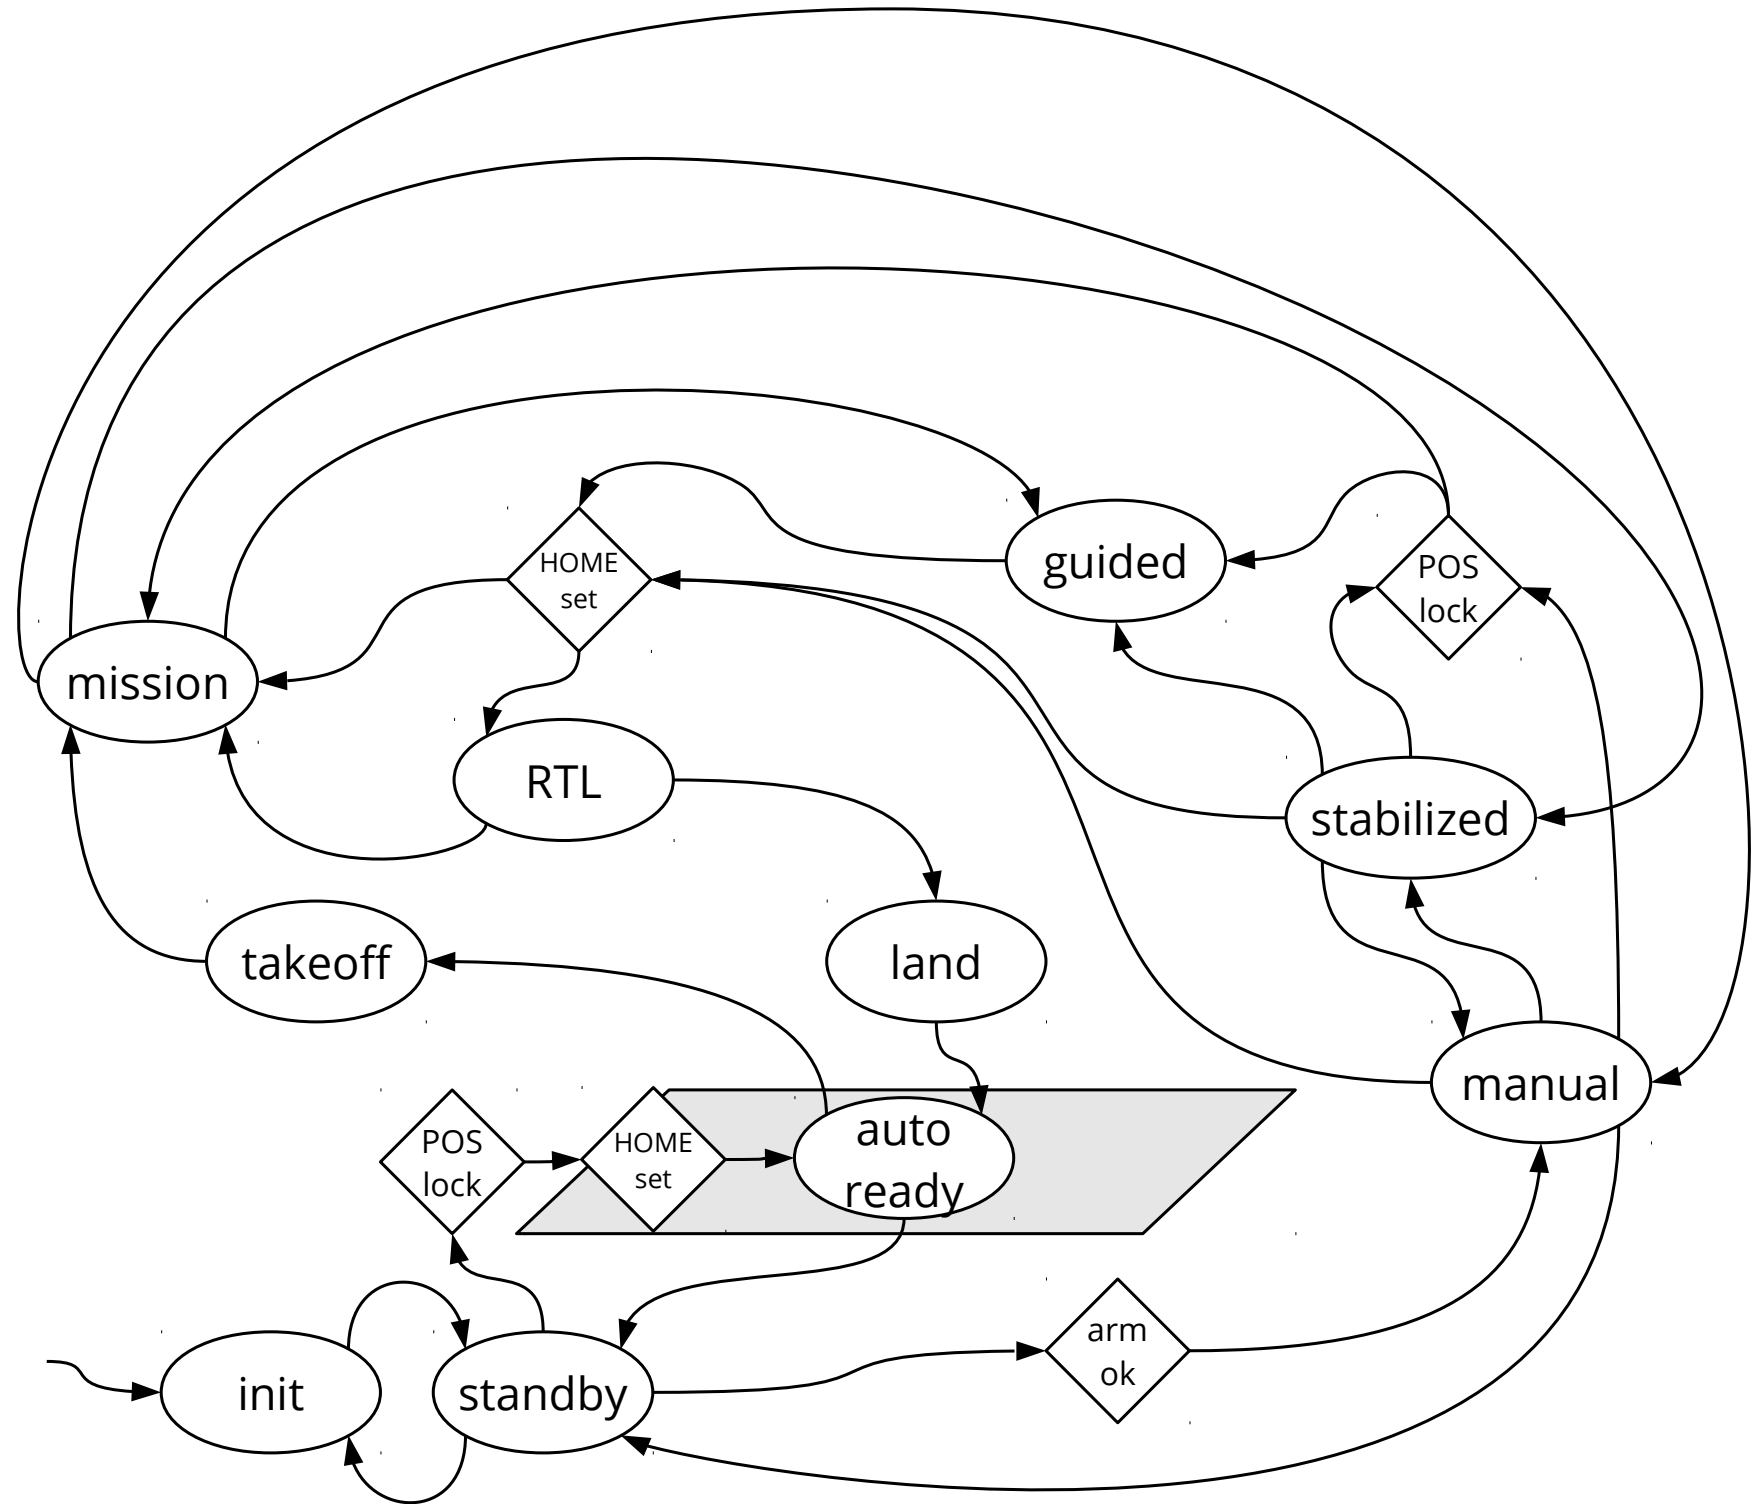 HOME
set
guided
POS
lock
mission
RTL
stabilized
takeoff
land
manual
POS
lock
HOME
set
auto
ready
arm
ok
init
standby